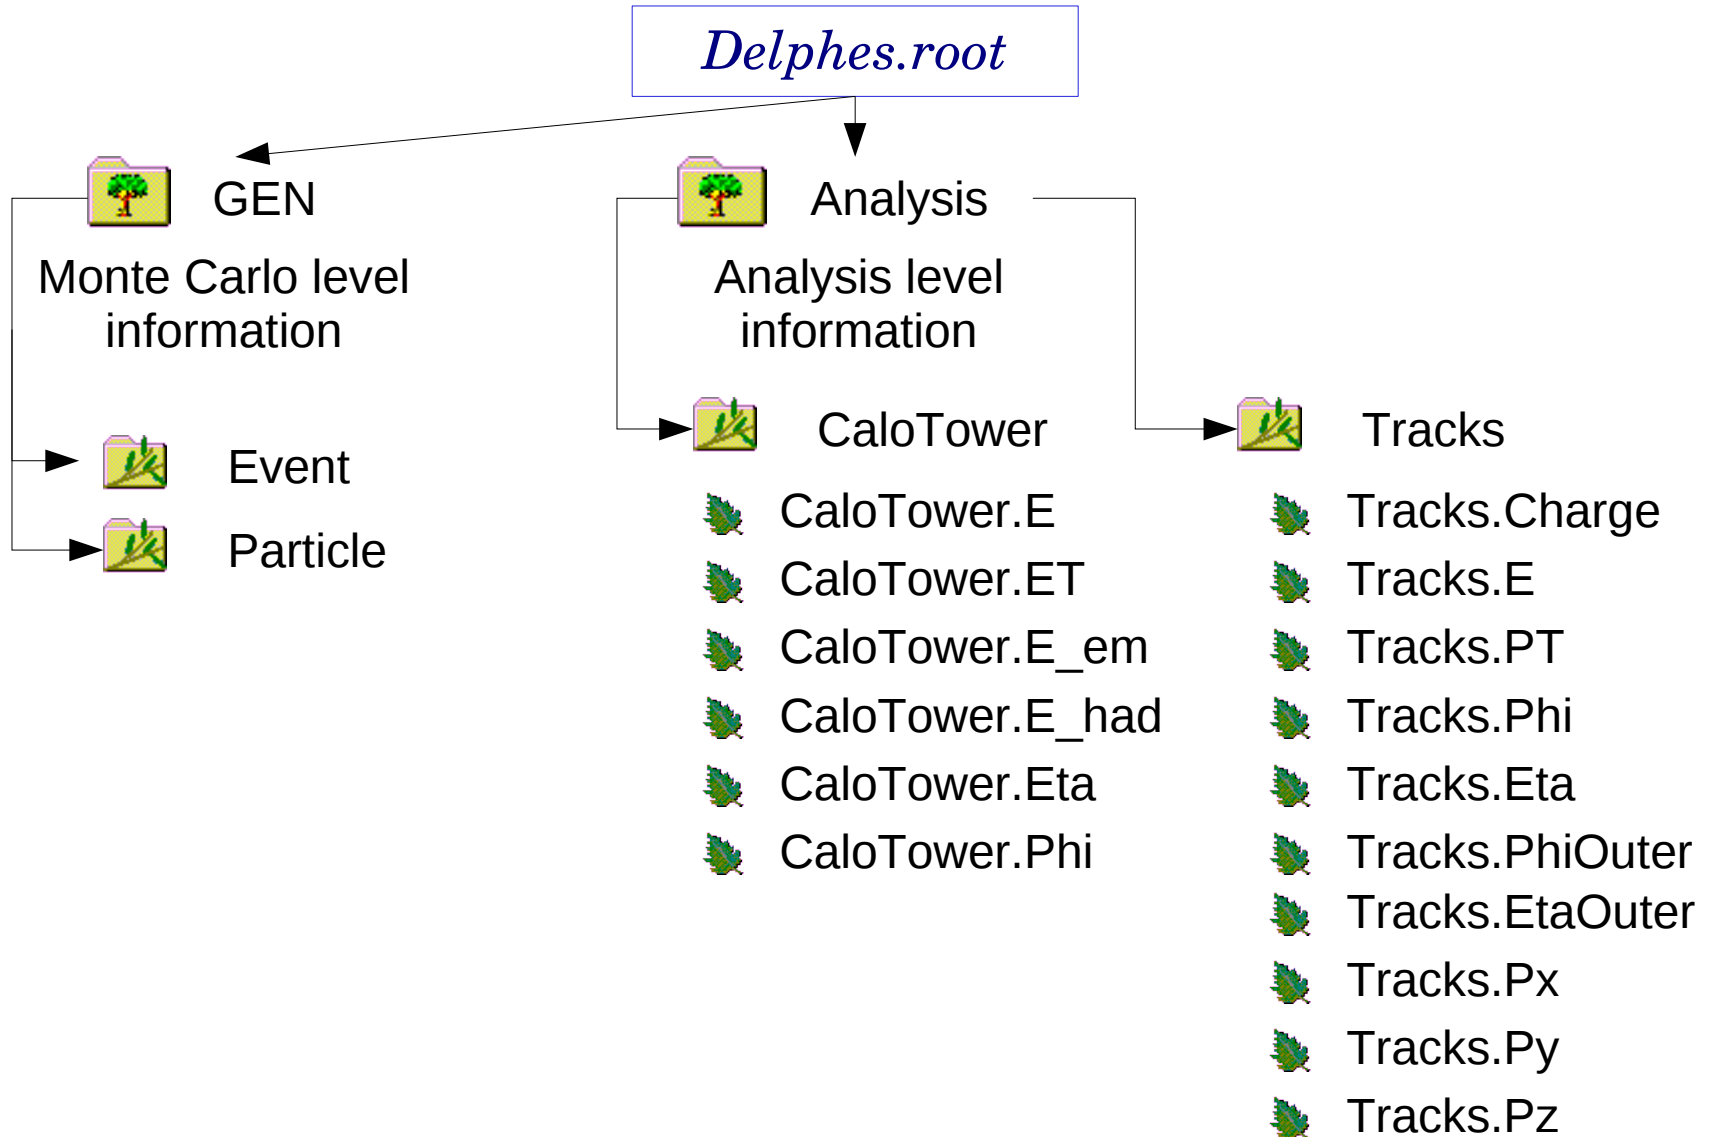 Delphes.root
GEN
Monte Carlo level
information
Event
Particle
Analysis
Analysis level
information
CaloTower
CaloTower.E
CaloTower.ET
CaloTower.E_em
CaloTower.E_had
CaloTower.Eta
CaloTower.Phi
Tracks
Tracks.Charge
Tracks.E
Tracks.PT
Tracks.Phi
Tracks.Eta
Tracks.PhiOuter
Tracks.EtaOuter
Tracks.Px
Tracks.Py
Tracks.Pz